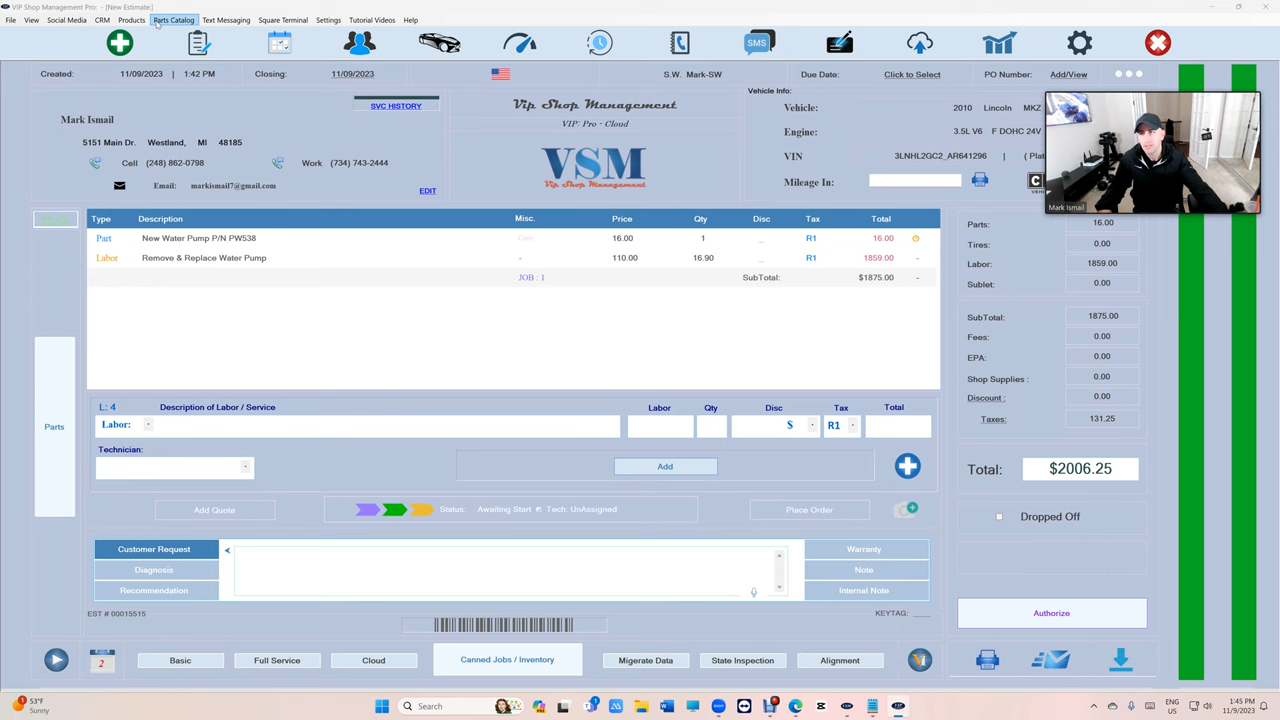 VIP Shop Management Pro: - [New Estimate:]
File View Social Media CRM Products Parts Catalog Text Messaging Square Terminal Settings Tutorial Videos Help
SMS
Created: 11/09/2023 | 1:42 PM Closing: 11/09/2023 S.W. Mark-SW Due Date: Click to Select PO Number: Add/View
SVC HISTORY
Mark Ismail
5151 Main Dr. Westland, MI 48185
Cell (248) 862-0798 Work (734) 743-2444
Email: markismail7@gmail.com
EDIT
Vip Shop Management
VIP: Pro - Cloud
VSM
Vip Shop Management
Vehicle Info:
Vehicle: 2010 Lincoln MKZ
Engine: 3.5L V6 F DOHC 24V
VIN 3LNHL2GC2_AR641296 | ( Plat
Mileage In:
Mark Ismail
Type Description Misc. Price Qty Disc Tax Total
Part New Water Pump P/N PW538 16.00 1 _ R1 16.00
Labor Remove & Replace Water Pump - 110.00 16.90 _ R1 1859.00 -
JOB : 1 SubTotal: $1875.00 -
Parts
Parts: 16.00
Tires: 0.00
Labor: 1859.00
Sublet: 0.00
SubTotal: 1875.00
Fees: 0.00
EPA: 0.00
Shop Supplies : 0.00
Discount : 0.00
Taxes: 131.25
Total: $2006.25
Dropped Off
Authorize
L: 4 Description of Labor / Service Labor Qty Disc Tax Total
Labor: $ R1
Technician:
Add
Add Quote Status: Awaiting Start Tech: UnAssigned Place Order
Customer Request
Diagnosis
Recommendation
Warranty
Note
Internal Note
EST # 00015515 KEYTAG: ____
2 Basic Full Service Cloud Canned Jobs / Inventory Migerate Data State Inspection Alignment VI
53°F
Sunny
Search
ENG
US
1:45 PM
11/9/2023